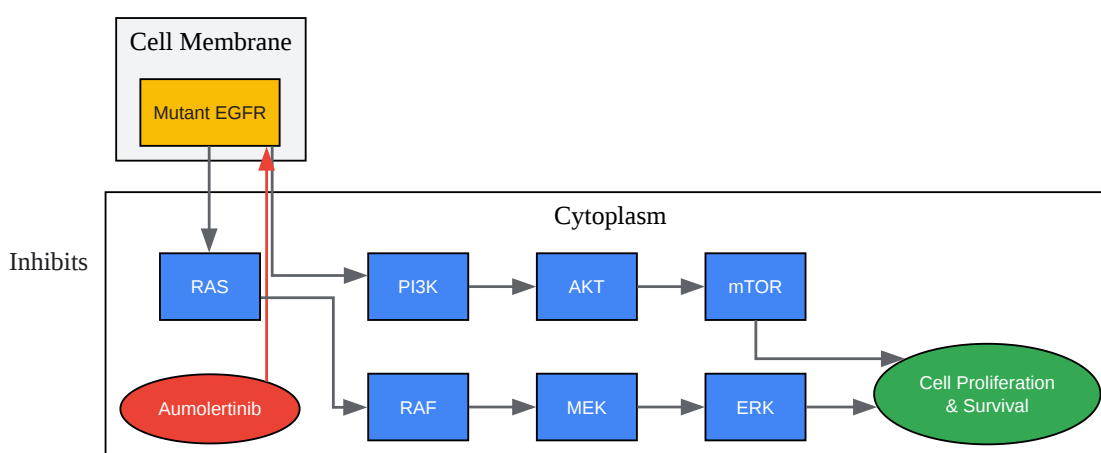 Cell Membrane
Mutant EGFR
Cytoplasm
Inhibits
RAS
PI3K
AKT
mTOR
Aumolertinib
RAF
MEK
ERK
Cell Proliferation
& Survival